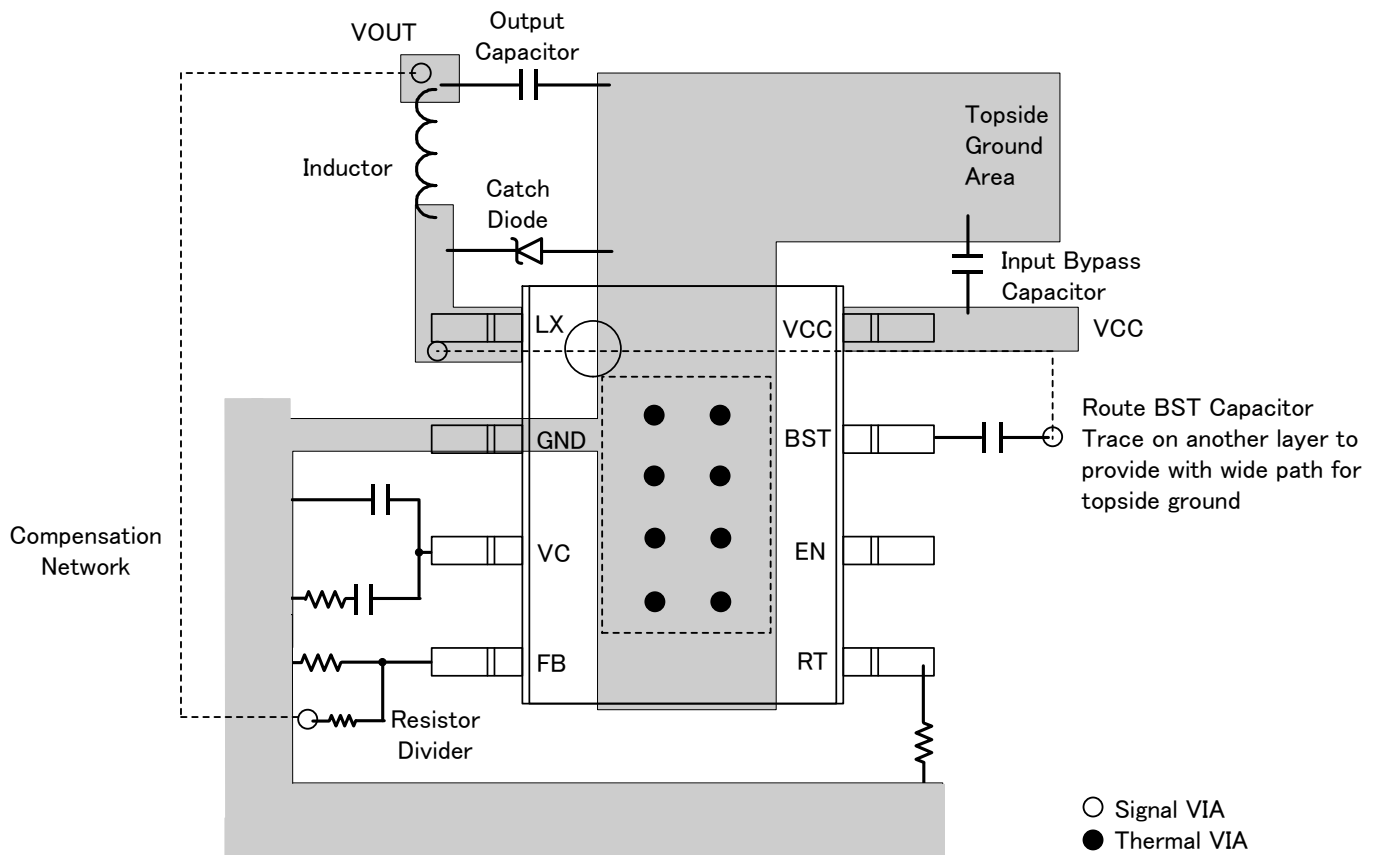 VOUT
Output
Capacitor
Topside
Ground
Area
Inductor
Catch
Diode
Input Bypass
Capacitor
LX
VCC
VCC
GND
BST
Route BST Capacitor
Trace on another layer to
provide with wide path for
topside ground
Compensation
Network
VC
EN
FB
RT
Resistor
Divider
Signal VIA
Thermal VIA